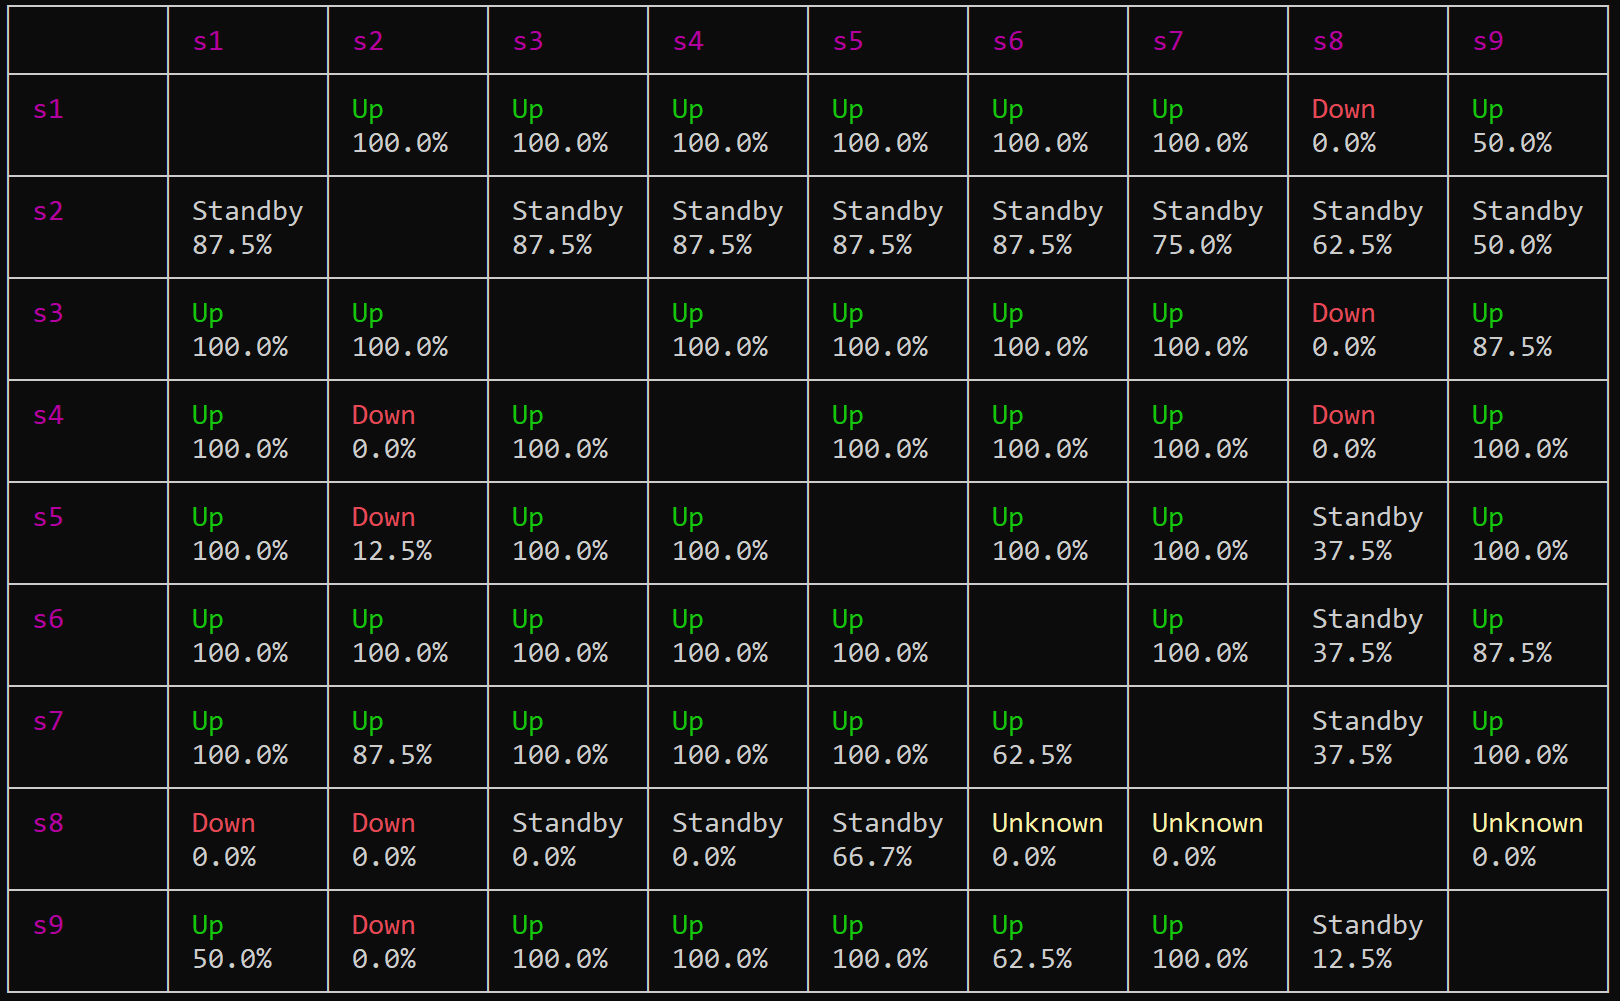 s1 s2 s3 s4 s5 s6 s7 s8 s9
s1 Up Up Up Up Up Up Down Up
100.0% 100.0% 100.0% 100.0% 100.0% 100.0% 0.0% 50.0%
s2 Standby Standby Standby Standby Standby Standby Standby Standby
87.5% 87.5% 87.5% 87.5% 87.5% 75.0% 62.5% 50.0%
s3 Up Up Up Up Up Up Down Up
100.0% 100.0% 100.0% 100.0% 100.0% 100.0% 0.0% 87.5%
s4 Up Down Up Up Up Up Down Up
100.0% 0.0% 100.0% 100.0% 100.0% 100.0% 0.0% 100.0%
s5 Up Down Up Up Up Up Standby Up
100.0% 12.5% 100.0% 100.0% 100.0% 100.0% 37.5% 100.0%
s6 Up Up Up Up Up Up Standby Up
100.0% 100.0% 100.0% 100.0% 100.0% 100.0% 37.5% 87.5%
s7 Up Up Up Up Up Up Standby Up
100.0% 87.5% 100.0% 100.0% 100.0% 62.5% 37.5% 100.0%
s8 Down Down Standby Standby Standby Unknown Unknown Unknown
0.0% 0.0% 0.0% 0.0% 66.7% 0.0% 0.0% 0.0%
s9 Up Down Up Up Up Up Up Standby
50.0% 0.0% 100.0% 100.0% 100.0% 62.5% 100.0% 12.5%